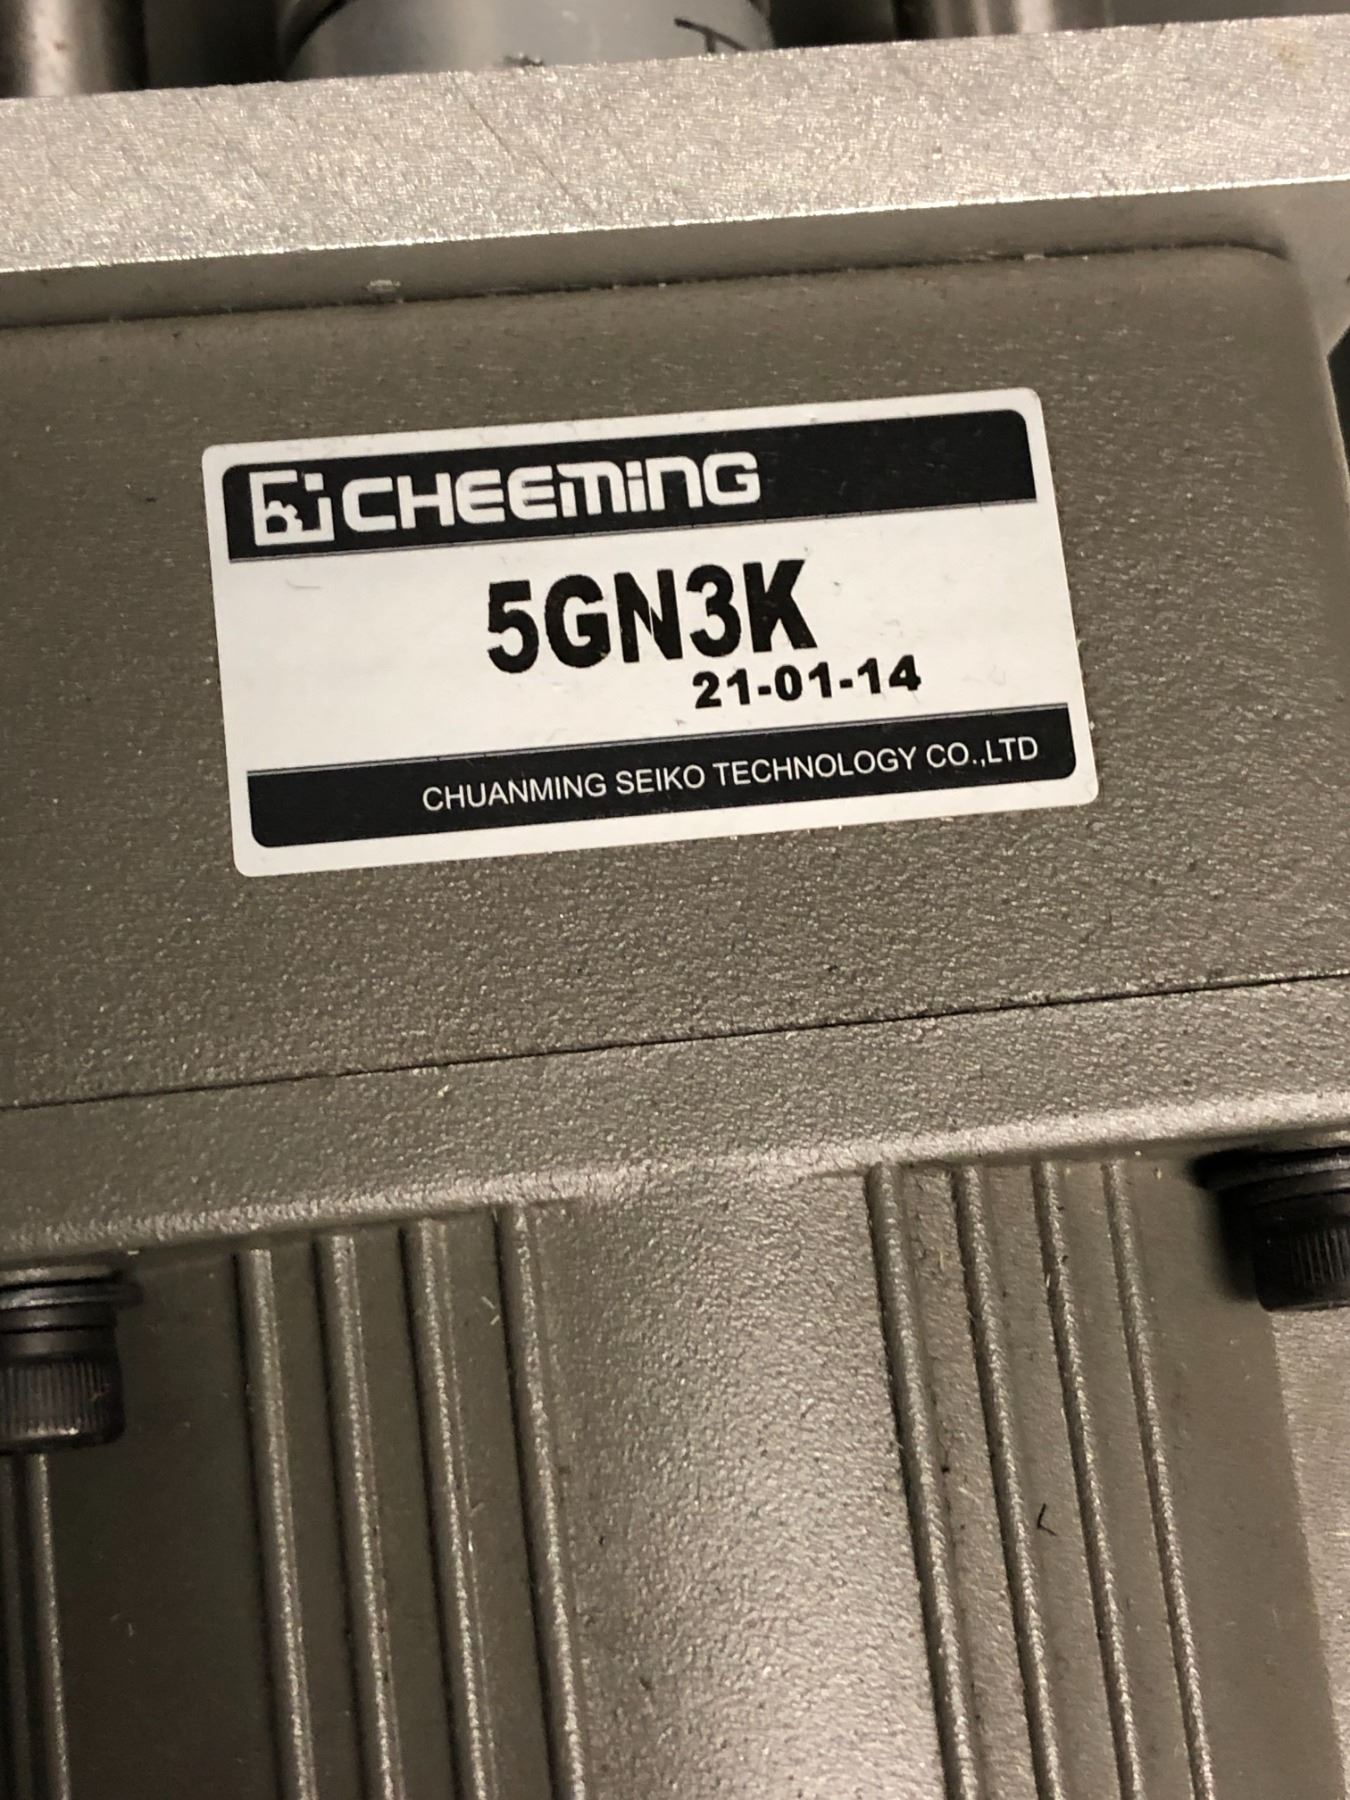 CHEEMING
5GN3K
21-01-14
CHUANMING SEIKO TECHNOLOGY CO.,LTD